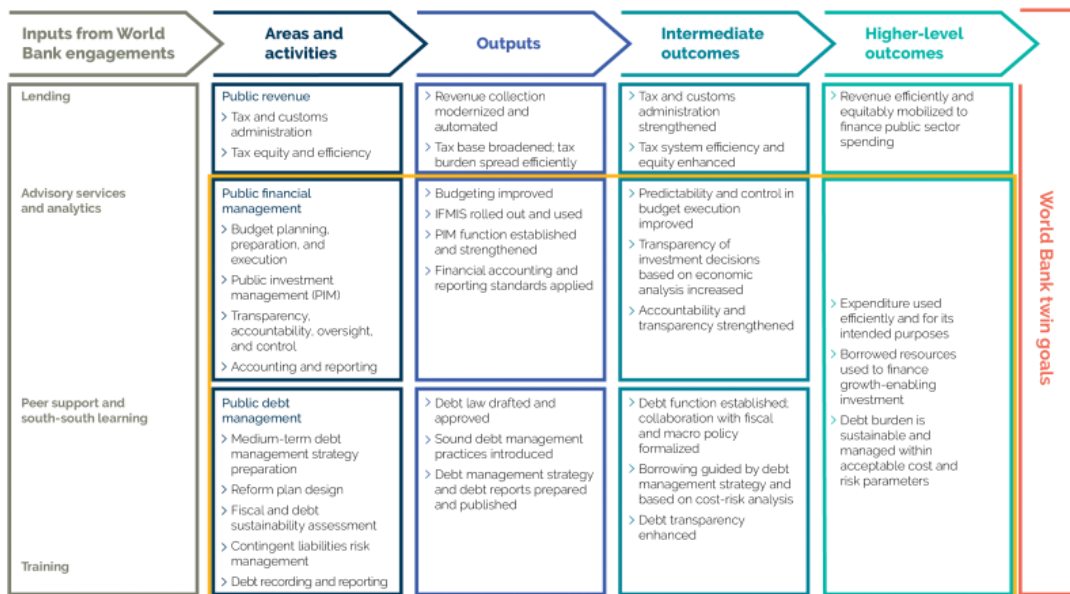 Inputs from World
Bank engagements
Areas and
activities
Outputs
Intermediate
outcomes
Higher-level
outcomes
Lending
Advisory services
and analytics
Peer support and
south-south learning
Training
Public revenue
> Tax and customs
administration
> Tax equity and efficiency
> Revenue collection
modernized and
automated
> Tax base broadened; tax
burden spread efficiently
> Tax and customs
administration
strengthened
> Tax system efficiency and
equity enhanced
> Revenue efficiently and
equitably mobilized to
finance public sector
spending
Public financial
management
> Budget planning,
preparation, and
execution
> Public investment
management (PIM)
> Transparency,
accountability, oversight,
and control
> Accounting and reporting
> Budgeting improved
> IFMIS rolled out and used
> PIM function established
and strengthened
> Financial accounting and
reporting standards applied
> Predictability and control in
budget execution
improved
> Transparency of
investment decisions
based on economic
analysis increased
> Accountability and
transparency strengthened
Public debt
management
> Medium-term debt
management strategy
preparation
> Reform plan design
> Fiscal and debt
sustainability assessment
> Contingent liabilities risk
management
> Debt recording and reporting
> Debt law drafted and
approved
> Sound debt management
practices introduced
> Debt management strategy
and debt reports prepared
and published
> Debt function established;
collaboration with fiscal
and macro policy
formalized
> Borrowing guided by debt
management strategy and
based on cost-risk analysis
> Debt transparency
enhanced
> Expenditure used
efficiently and for its
intended purposes
> Borrowed resources
used to finance
growth-enabling
investment
> Debt burden is
sustainable and
managed within
acceptable cost and
risk parameters
World Bank twin goals